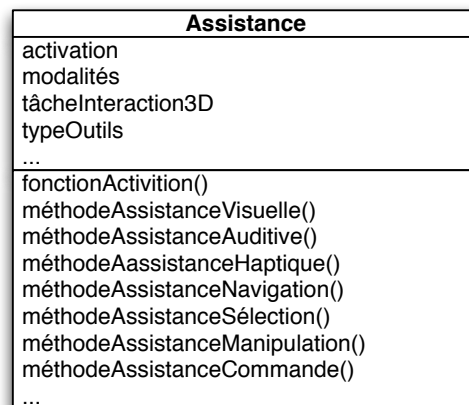 Assistance
activation
modalités
tâcheInteraction3D
typeOutils
...
fonctionActivition()
méthodeAssistanceVisuelle()
méthodeAssistanceAuditive()
méthodeAassistanceHaptique()
méthodeAssistanceNavigation()
méthodeAssistanceSélection()
méthodeAssistanceManipulation()
méthodeAssistanceCommande()
...